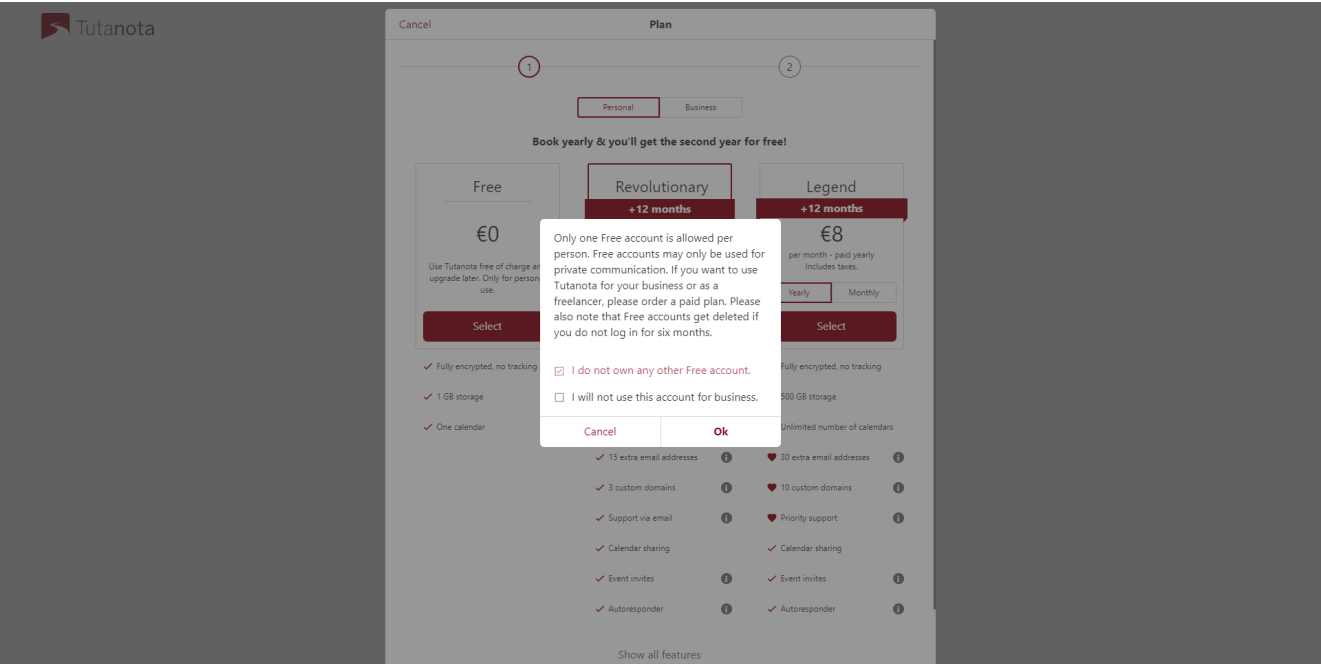 Tutanota
Cancel
Plan
1
2
Personal
Business
Book yearly & you'll get the second year for free!
Free
€0
Use Tutanota free of charge an
upgrade later. Only for person
use.
Select
Fully encrypted, no tracking
1 GB storage
One calendar
Revolutionary
+12 months
Legend
+12 months
€8
per month - paid yearly
Includes taxes.
Yearly
Monthly
Select
Fully encrypted, no tracking
500 GB storage
Unlimited number of calendars
Only one Free account is allowed per
person. Free accounts may only be used for
private communication. If you want to use
Tutanota for your business or as a
freelancer, please order a paid plan. Please
also note that Free accounts get deleted if
you do not log in for six months.
I do not own any other Free account.
I will not use this account for business.
Cancel
Ok
15 extra email addresses
3 custom domains
Support via email
Calendar sharing
Event invites
Autoresponder
30 extra email addresses
10 custom domains
Priority support
Calendar sharing
Event invites
Autoresponder
Show all features